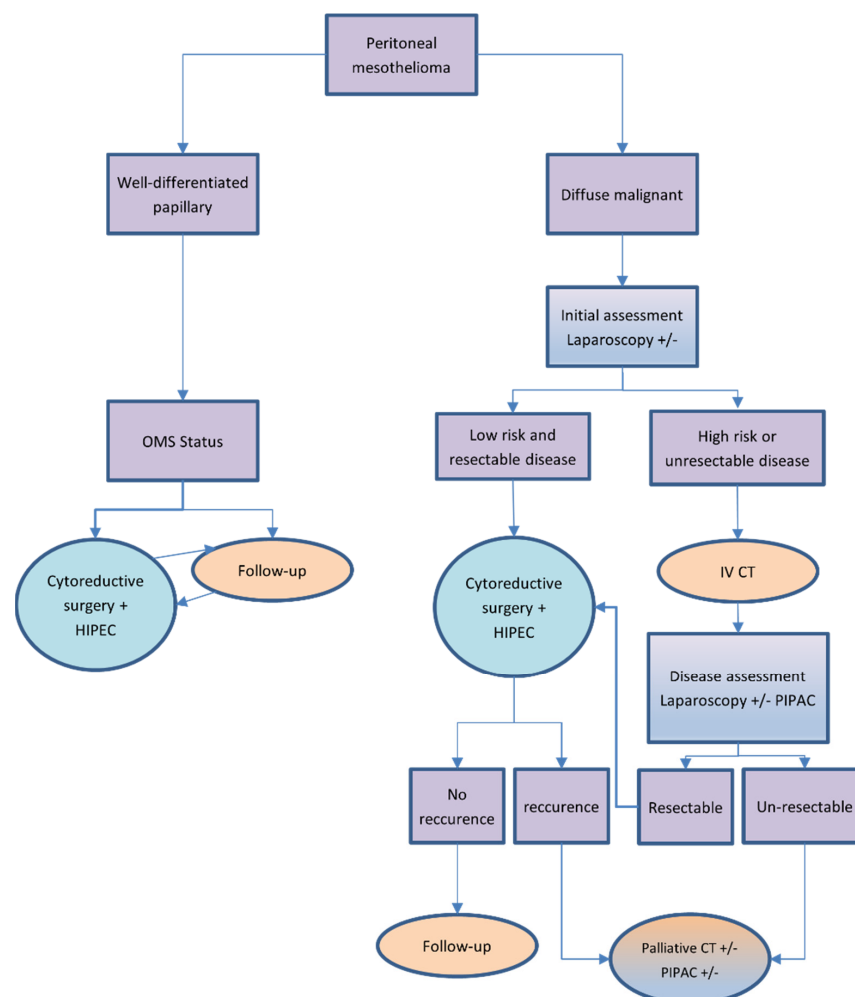 Peritoneal
mesothelioma
Well-differentiated
papillary
Diffuse malignant
Initial assessment
Laparoscopy +/-
OMS Status
Low risk and
resectable disease
High risk or
unresectable disease
Cytoreductive
surgery +
HIPEC
Follow-up
Cytoreductive
surgery +
HIPEC
IV CT
Disease assessment
Laparoscopy +/- PIPAC
No
reccurence
reccurence
Resectable
Un-resectable
Follow-up
Palliative CT +/-
PIPAC +/-